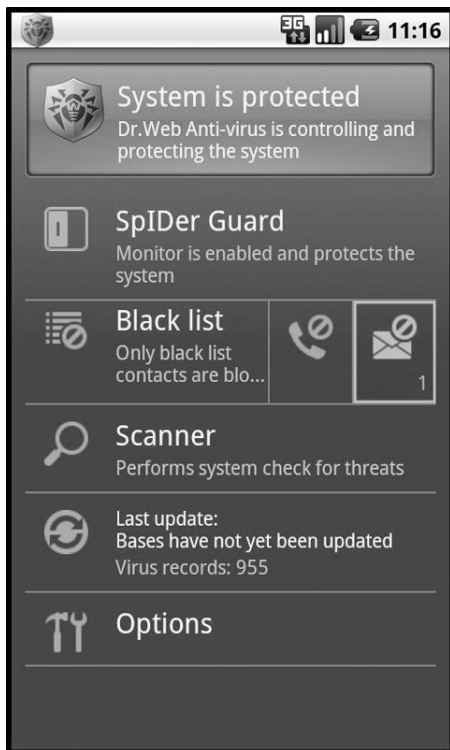 3G 11:16
System is protected
Dr.Web Anti-virus is controlling and
protecting the system
SpIDer Guard
Monitor is enabled and protects the
system
Black list
Only black list
contacts are blo...
1
Scanner
Performs system check for threats
Last update:
Bases have not yet been updated
Virus records: 955
Options